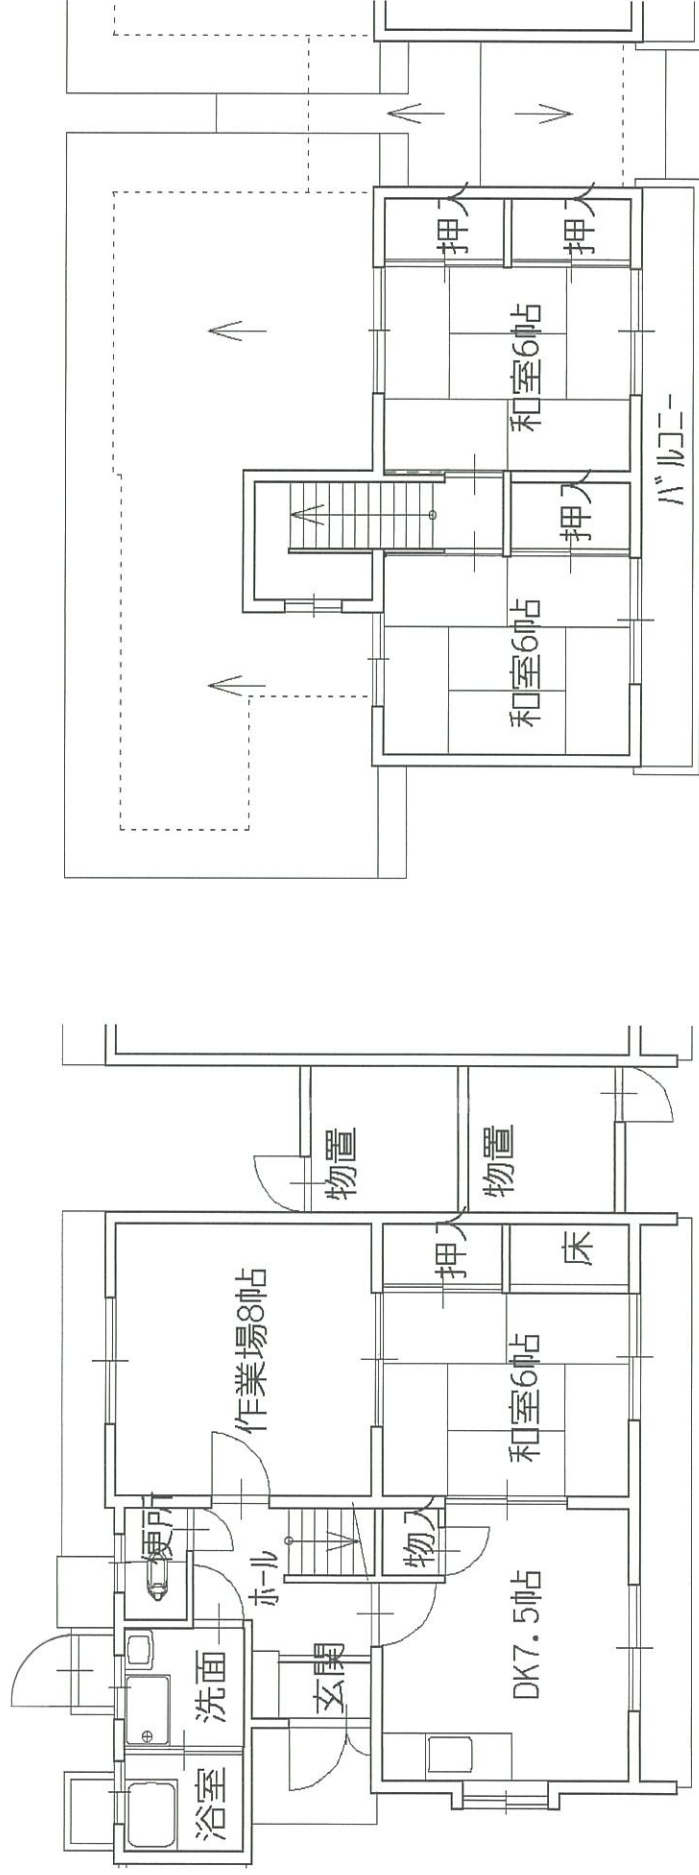 押入
押入
和室6帖
バルコニー
押入
和室6帖
物置
物置
押入
床
作業場8帖
和室6帖
便所
ホール
物入
玄関
DK7.5帖
洗面
浴室